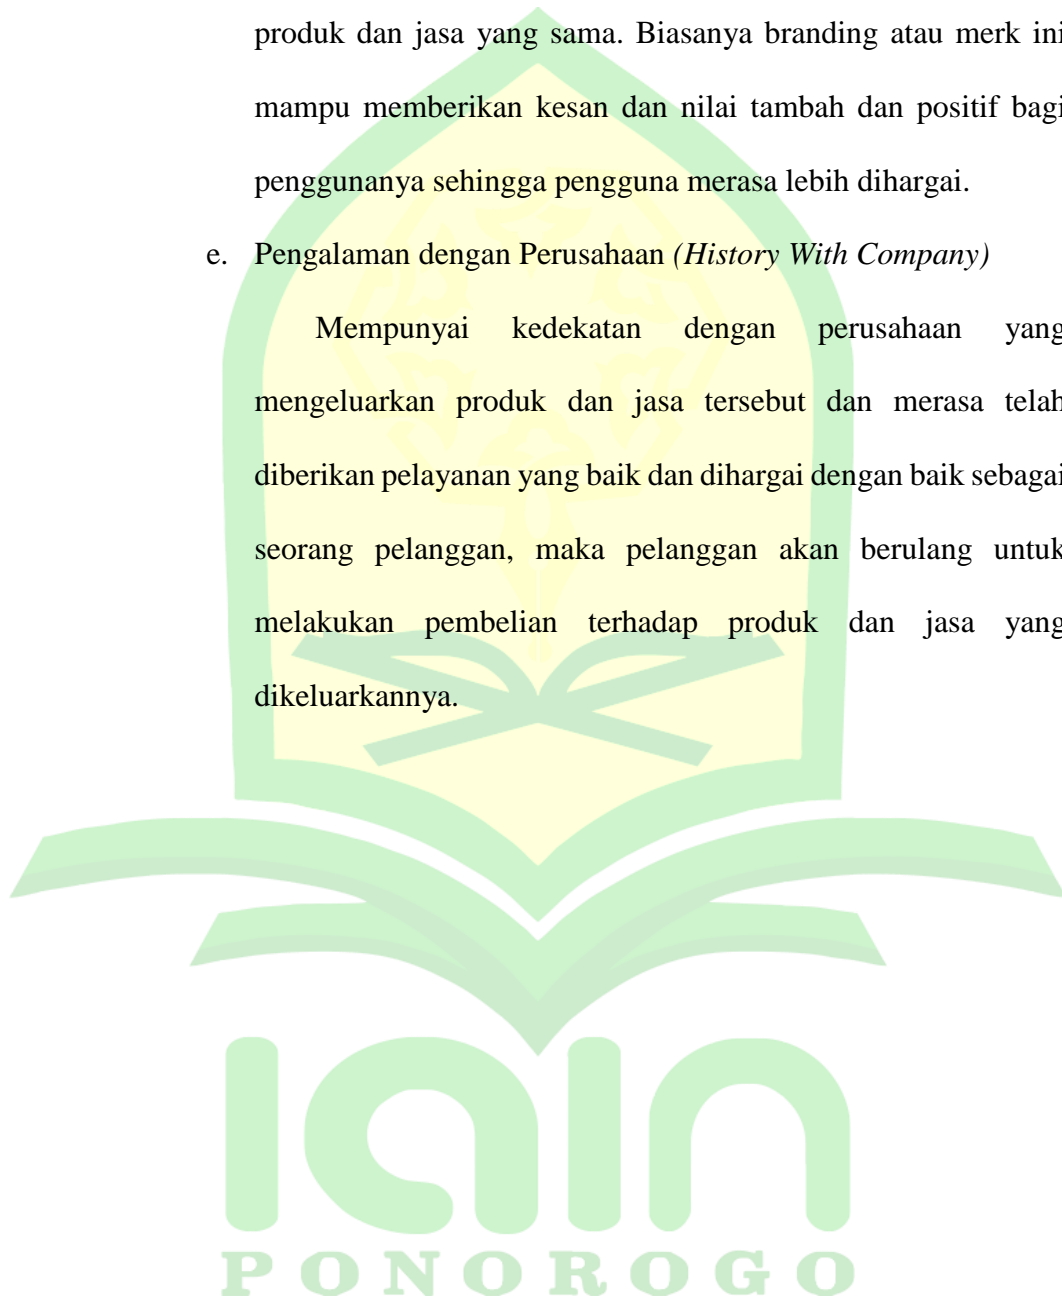 produk dan jasa yang sama. Biasanya branding atau merk ini
mampu memberikan kesan dan nilai tambah dan positif bagi
penggunanya sehingga pengguna merasa lebih dihargai.
e. Pengalaman dengan Perusahaan (History With Company)
Mempunyai kedekatan dengan perusahaan yang
mengeluarkan produk dan jasa tersebut dan merasa telah
diberikan pelayanan yang baik dan dihargai dengan baik sebagai
seorang pelanggan, maka pelanggan akan berulang untuk
melakukan pembelian terhadap produk dan jasa yang
dikeluarkannya.
IAIN
PONOROGO